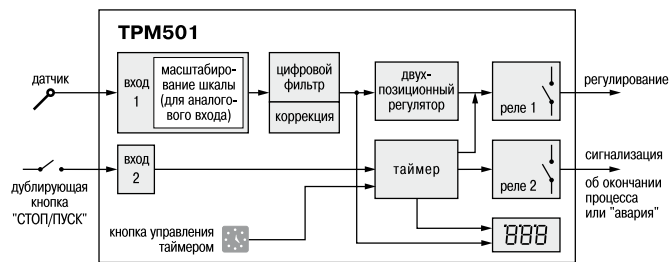 ТРМ501
датчик
вход
1
масштабиро-
вание шкалы
(для аналого-
вого входа)
цифровой
фильтр
коррекция
двух-
позиционный
регулятор
реле 1
регулирование
дублирующая
кнопка
"СТОП/ПУСК"
вход
2
таймер
реле 2
сигнализация
об окончании
процесса
или "авария"
кнопка управления
таймером
888